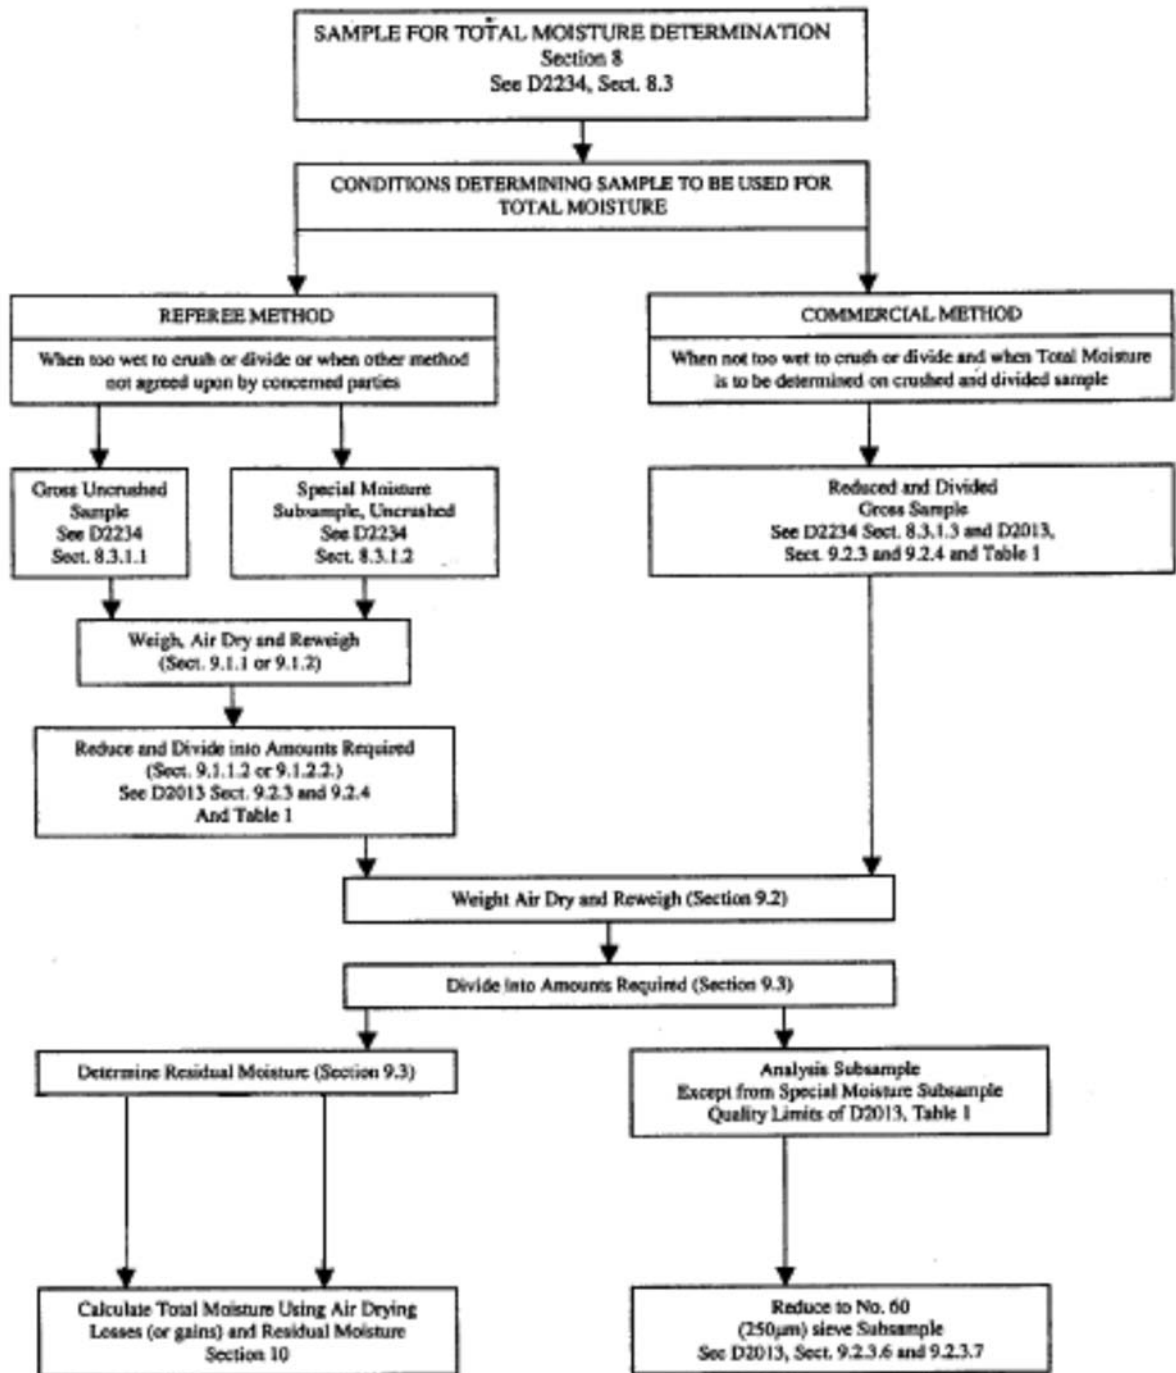 SAMPLE FOR TOTAL MOISTURE DETERMINATION
Section 8
See D2234, Sect. 8.3
CONDITIONS DETERMINING SAMPLE TO BE USED FOR
TOTAL MOISTURE
REFEREE METHOD
When too wet to crush or divide or when other method
not agreed upon by concerned parties
COMMERCIAL METHOD
When not too wet to crush or divide and when Total Moisture
is to be determined on crushed and divided sample
Gross Uncrushed
Sample
See D2234
Sect. 8.3.1.1
Special Moisture
Subsample, Uncrushed
See D2234
Sect. 8.3.1.2
Reduced and Divided
Gross Sample
See D2234 Sect. 8.3.1.3 and D2013,
Sect. 9.2.3 and 9.2.4 and Table 1
Weigh, Air Dry and Reweigh
(Sect. 9.1.1 or 9.1.2)
Reduce and Divide into Amounts Required
(Sect. 9.1.1.2 or 9.1.2.2.)
See D2013 Sect. 9.2.3 and 9.2.4
And Table 1
Weight Air Dry and Reweigh (Section 9.2)
Divide into Amounts Required (Section 9.3)
Determine Residual Moisture (Section 9.3)
Analysis Subsample
Except from Special Moisture Subsample
Quality Limits of D2013, Table 1
Calculate Total Moisture Using Air Drying
Losses (or gains) and Residual Moisture
Section 10
Reduce to No. 60
(250µm) sieve Subsample
See D2013, Sect. 9.2.3.6 and 9.2.3.7